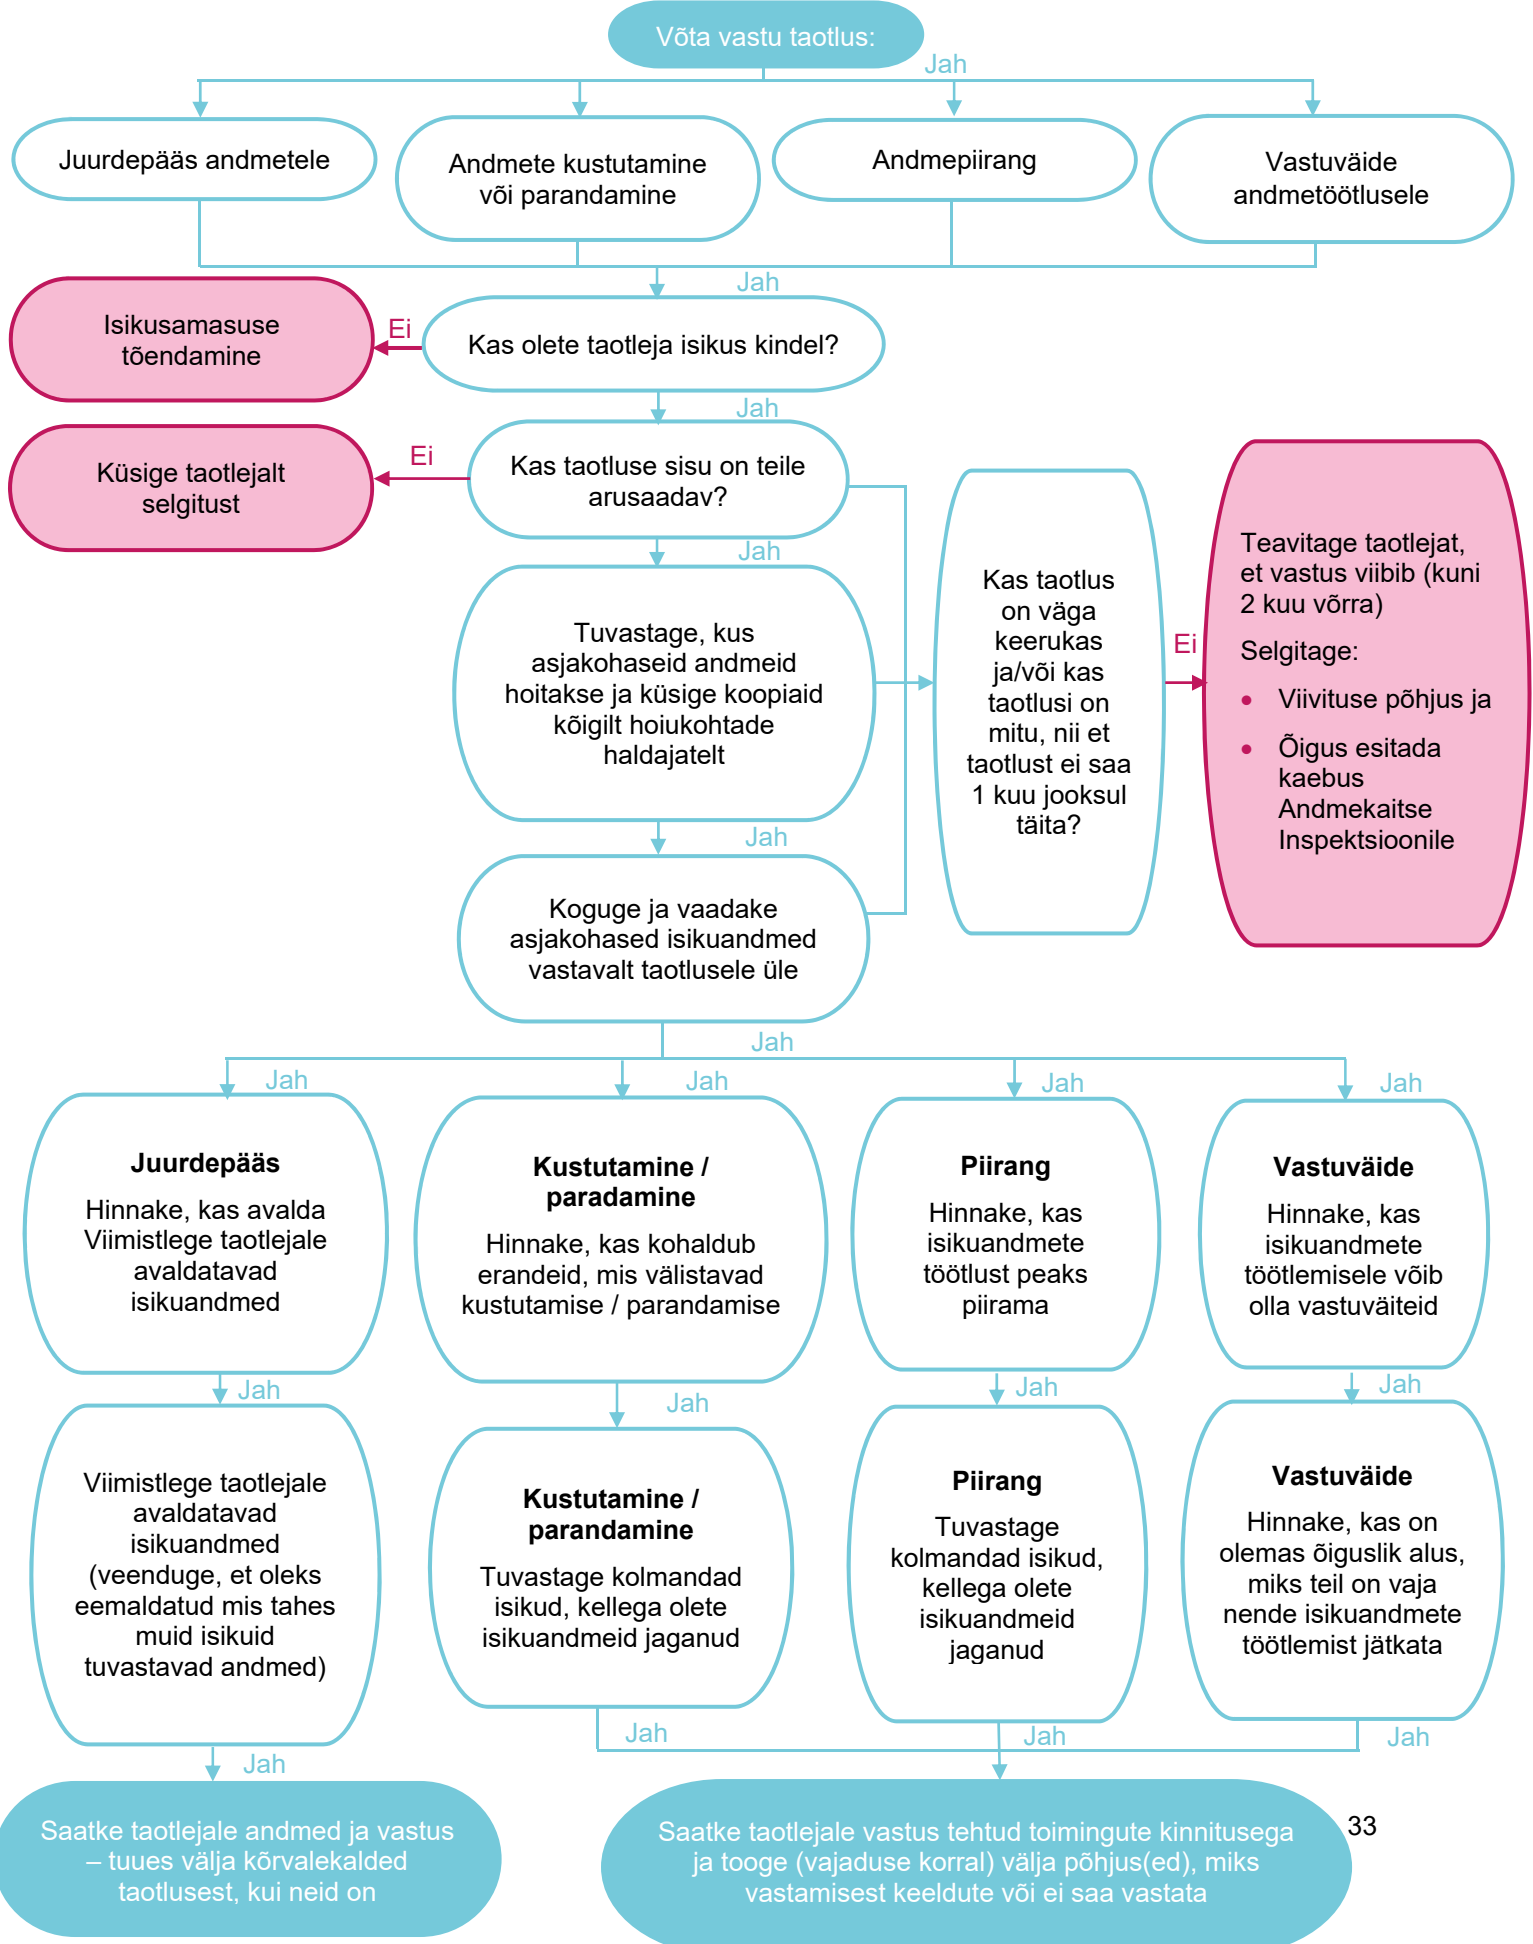 Võta vastu taotlus:
Jah
Juurdepääs andmetele
Andmete kustutamine
või parandamine
Andmepiirang
Vastuväide
andmetöötlusele
Jah
Isikusamasuse
tõendamine
Ei
Kas olete taotleja isikus kindel?
Jah
Küsige taotlejalt
selgitust
Ei
Kas taotluse sisu on teile
arusaadav?
Jah
Tuvastage, kus
asjakohaseid andmeid
hoitakse ja küsige koopiaid
kõigilt hoiukohtade
haldajatelt
Jah
Koguge ja vaadake
asjakohased isikuandmed
vastavalt taotlusele üle
Kas taotlus
on väga
keerukas
ja/või kas
taotlusi on
mitu, nii et
taotlust ei saa
1 kuu jooksul
täita?
Ei
Teavitage taotlejat,
et vastus viibib (kuni
2 kuu võrra)
Selgitage:
• Viivituse põhjus ja
• Õigus esitada
kaebus
Andmekaitse
Inspektsioonile
Jah
Jah
Jah
Jah
Jah
Juurdepääs
Hinnake, kas avalda
Viimistlege taotlejale
avaldatavad
isikuandmed
Kustutamine /
paradamine
Hinnake, kas kohaldub
erandeid, mis välistavad
kustutamise / parandamise
Piirang
Hinnake, kas
isikuandmete
töötlust peaks
piirama
Vastuväide
Hinnake, kas
isikuandmete
töötlemisele võib
olla vastuväiteid
Jah
Jah
Jah
Jah
Viimistlege taotlejale
avaldatavad
isikuandmed
(veenduge, et oleks
eemaldatud mis tahes
muid isikuid
tuvastavad andmed)
Kustutamine /
parandamine
Tuvastage kolmandad
isikud, kellega olete
isikuandmeid jaganud
Piirang
Tuvastage
kolmandad isikud,
kellega olete
isikuandmeid
jaganud
Vastuväide
Hinnake, kas on
olemas õiguslik alus,
miks teil on vaja
nende isikuandmete
töötlemist jätkata
Jah
Jah
Jah
Jah
Saatke taotlejale andmed ja vastus
– tuues välja kõrvalekalded
taotlusest, kui neid on
Saatke taotlejale vastus tehtud toimingute kinnitusega
ja tooge (vajaduse korral) välja põhjus(ed), miks
vastamisest keeldute või ei saa vastata
33